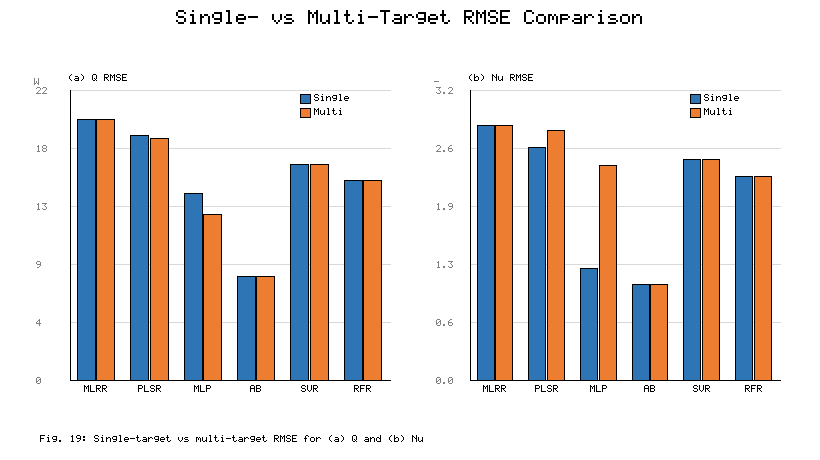 Single- vs Multi-Target RMSE Comparison
W
(a) Q RMSE
22
18
13
9
4
0
Single
Multi
MLRR PLSR MLP AB SVR RFR
—
(b) Nu RMSE
3.2
2.6
1.9
1.3
0.6
0.0
Single
Multi
MLRR PLSR MLP AB SVR RFR
Fig. 19: Single-target vs multi-target RMSE for (a) Q and (b) Nu